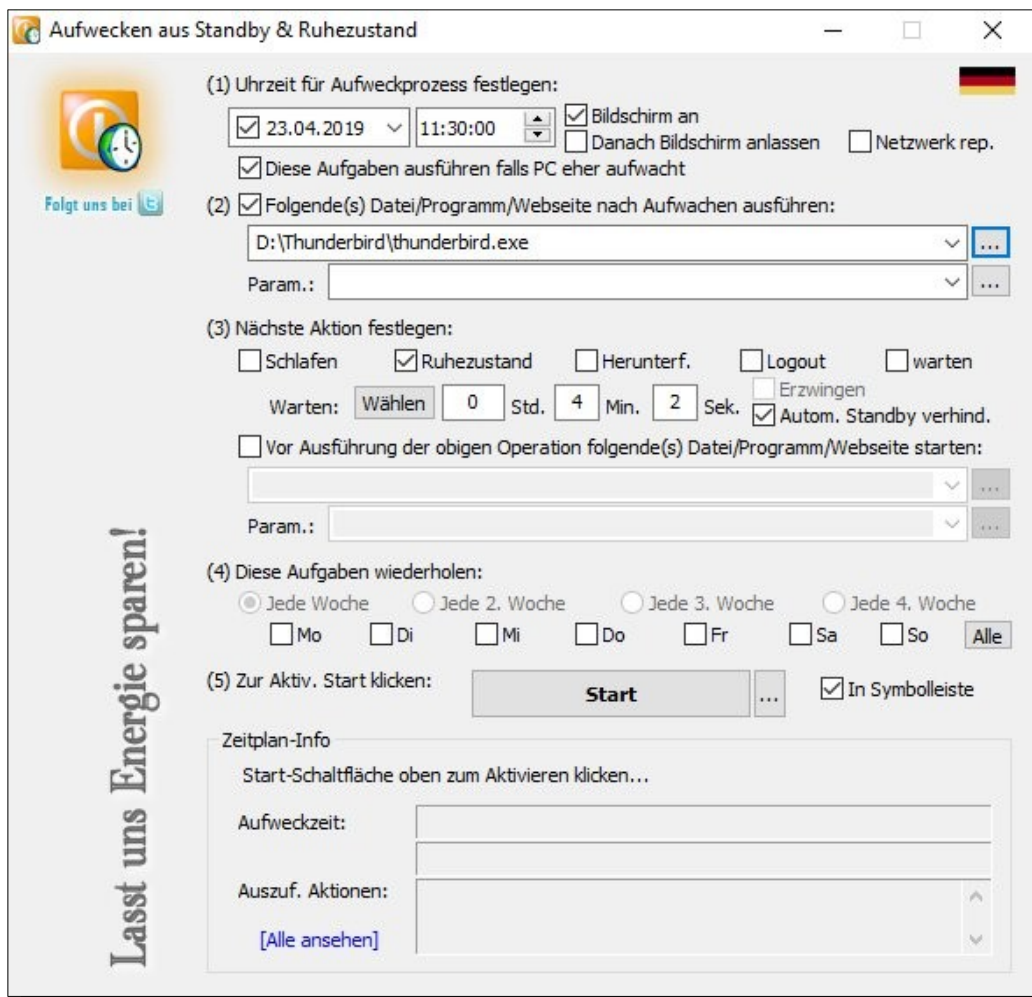 Aufwecken aus Standby & Ruhezustand
(1) Uhrzeit für Aufweckprozess festlegen:
23.04.2019 11:30:00 Bildschirm an
Danach Bildschirm anlassen Netzwerk rep.
Diese Aufgaben ausführen falls PC eher aufwacht
Folgt uns bei t
(2) Folgende(s) Datei/Programm/Webseite nach Aufwachen ausführen:
D:\Thunderbird\thunderbird.exe ...
Param.: ...
(3) Nächste Aktion festlegen:
Schlafen Ruhezustand Herunterf. Logout warten
Erzwingen
Warten: Wählen 0 Std. 4 Min. 2 Sek. Autom. Standby verhind.
Vor Ausführung der obigen Operation folgende(s) Datei/Programm/Webseite starten:
...
Param.: ...
(4) Diese Aufgaben wiederholen:
Jede Woche Jede 2. Woche Jede 3. Woche Jede 4. Woche
Mo Di Mi Do Fr Sa So Alle
(5) Zur Aktiv. Start klicken: Start ... In Symbolleiste
Zeitplan-Info
Start-Schaltfläche oben zum Aktivieren klicken...
Aufweckzeit:
Auszuf. Aktionen:
[Alle ansehen]
Lasst uns Energie sparen!